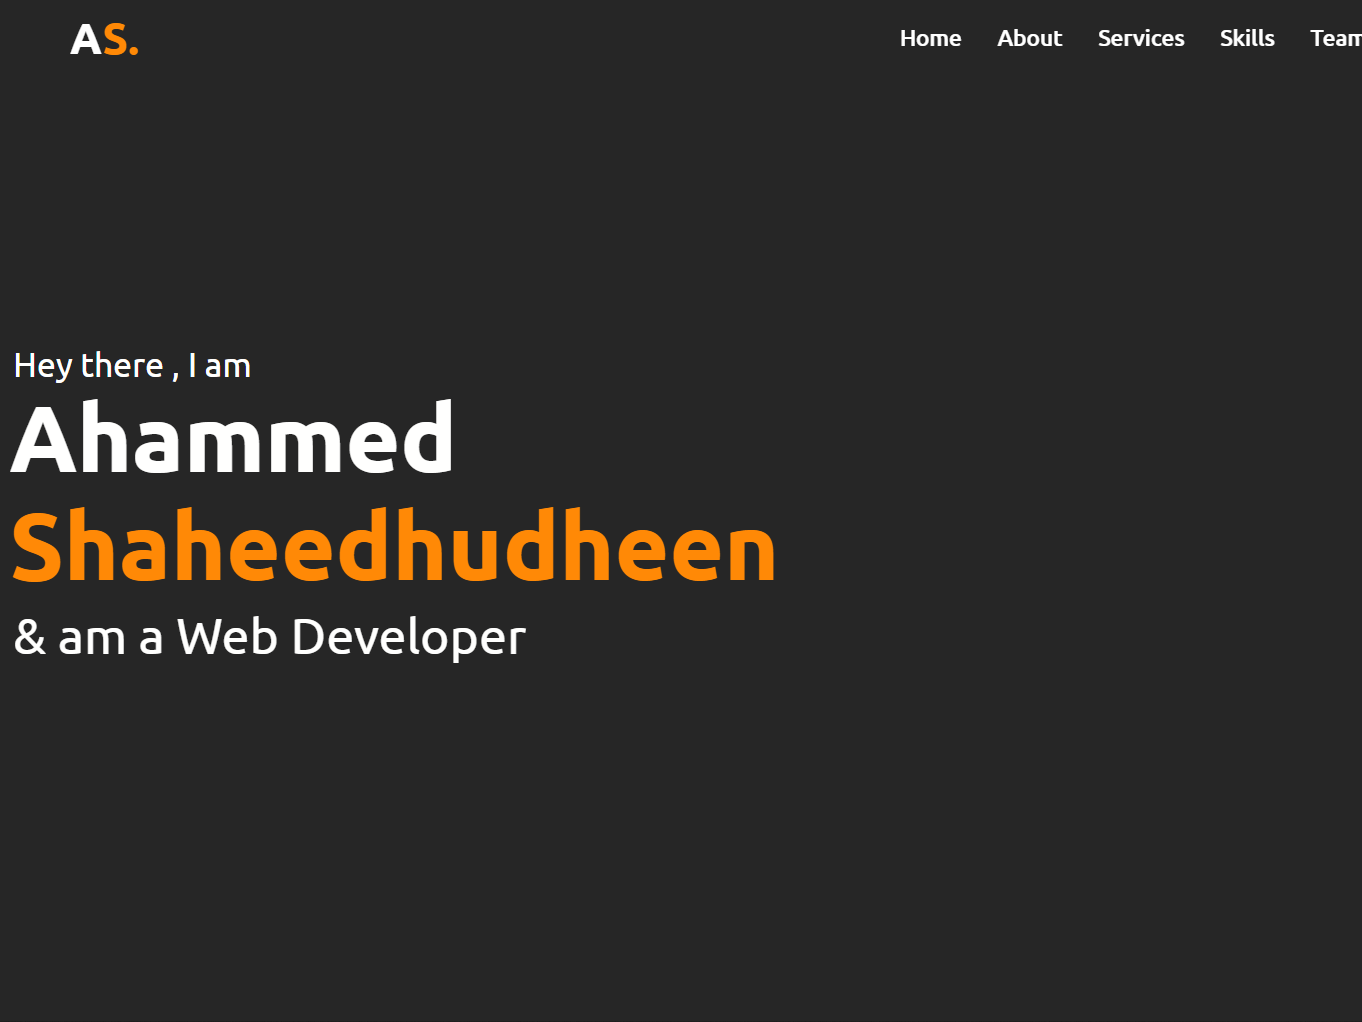 AS.
Home About Services Skills Team
Hey there , I am
Ahammed
Shaheedhudheen
& am a Web Developer